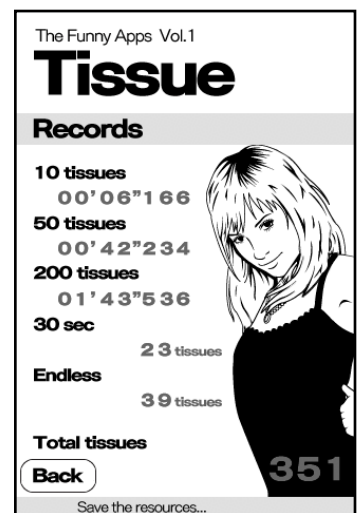 The Funny Apps Vol.1
Tissue
Records
10 tissues
00'06"166
50 tissues
00'42"234
200 tissues
01'43"536
30 sec
23 tissues
Endless
39 tissues
Total tissues
351
Back
Save the resources...